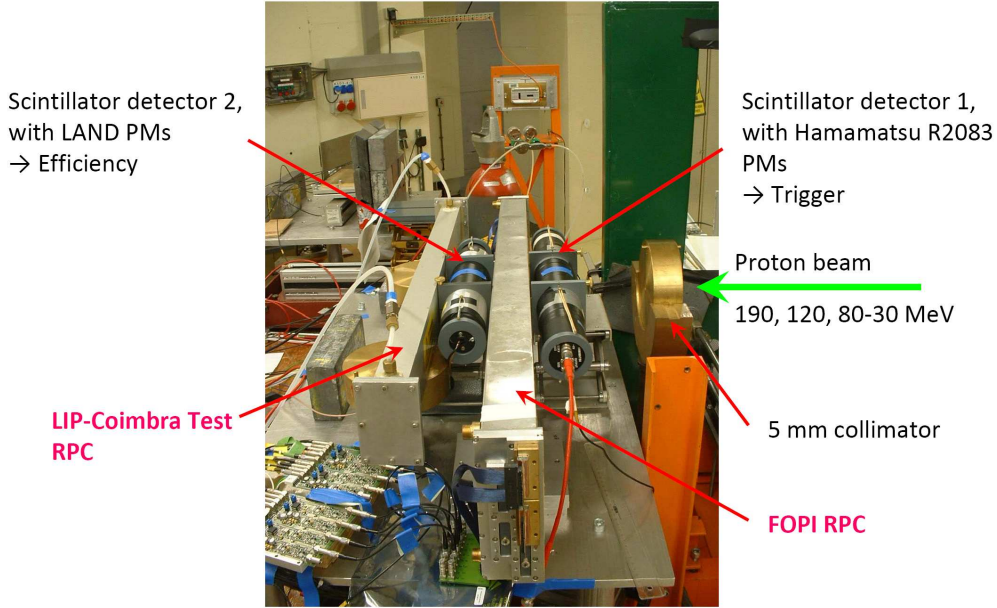 Scintillator detector 2,
with LAND PMs
→ Efficiency
Scintillator detector 1,
with Hamamatsu R2083
PMs
→ Trigger
Proton beam
190, 120, 80-30 MeV
LIP-Coimbra Test
RPC
5 mm collimator
FOPI RPC